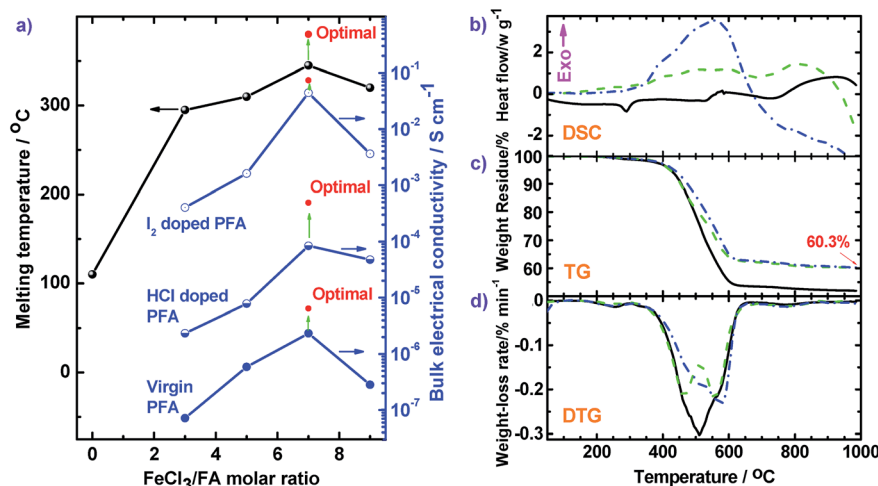 a)
Melting temperature / °C
300
200
100
0
Optimal
I₂ doped PFA
Optimal
HCl doped
PFA
Optimal
Virgin
PFA
10⁻¹
10⁻²
10⁻³
10⁻⁴
10⁻⁵
10⁻⁶
10⁻⁷
Bulk electrical conductivity / S cm⁻¹
0 2 4 6 8
FeCl₃/FA molar ratio
b)
Exo
Heat flow/w g⁻¹
2
0
-2
DSC
c)
Weight Residue/%
100
90
80
70
60
60.3%
TG
d)
Weight-loss rate/% min⁻¹
0
-0.1
-0.2
-0.3
DTG
200 400 600 800 1000
Temperature / °C